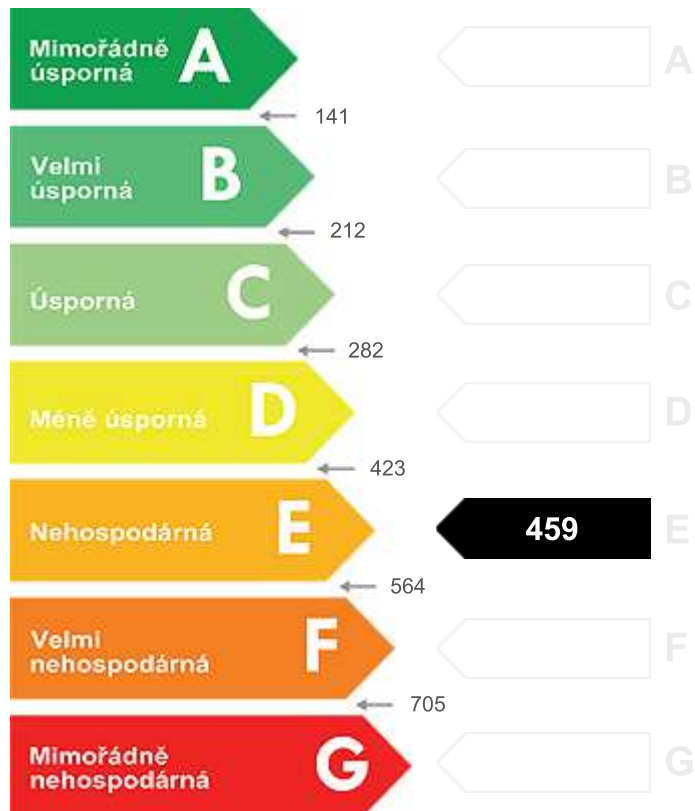 Mimořádně
úsporná
A
A
141
Velmi
úsporná
B
B
212
Úsporná
C
C
282
Méně úsporná
D
D
423
Nehospodárná
E
459
E
564
Velmi
nehospodárná
F
F
705
Mimořádně
nehospodárná
G
G